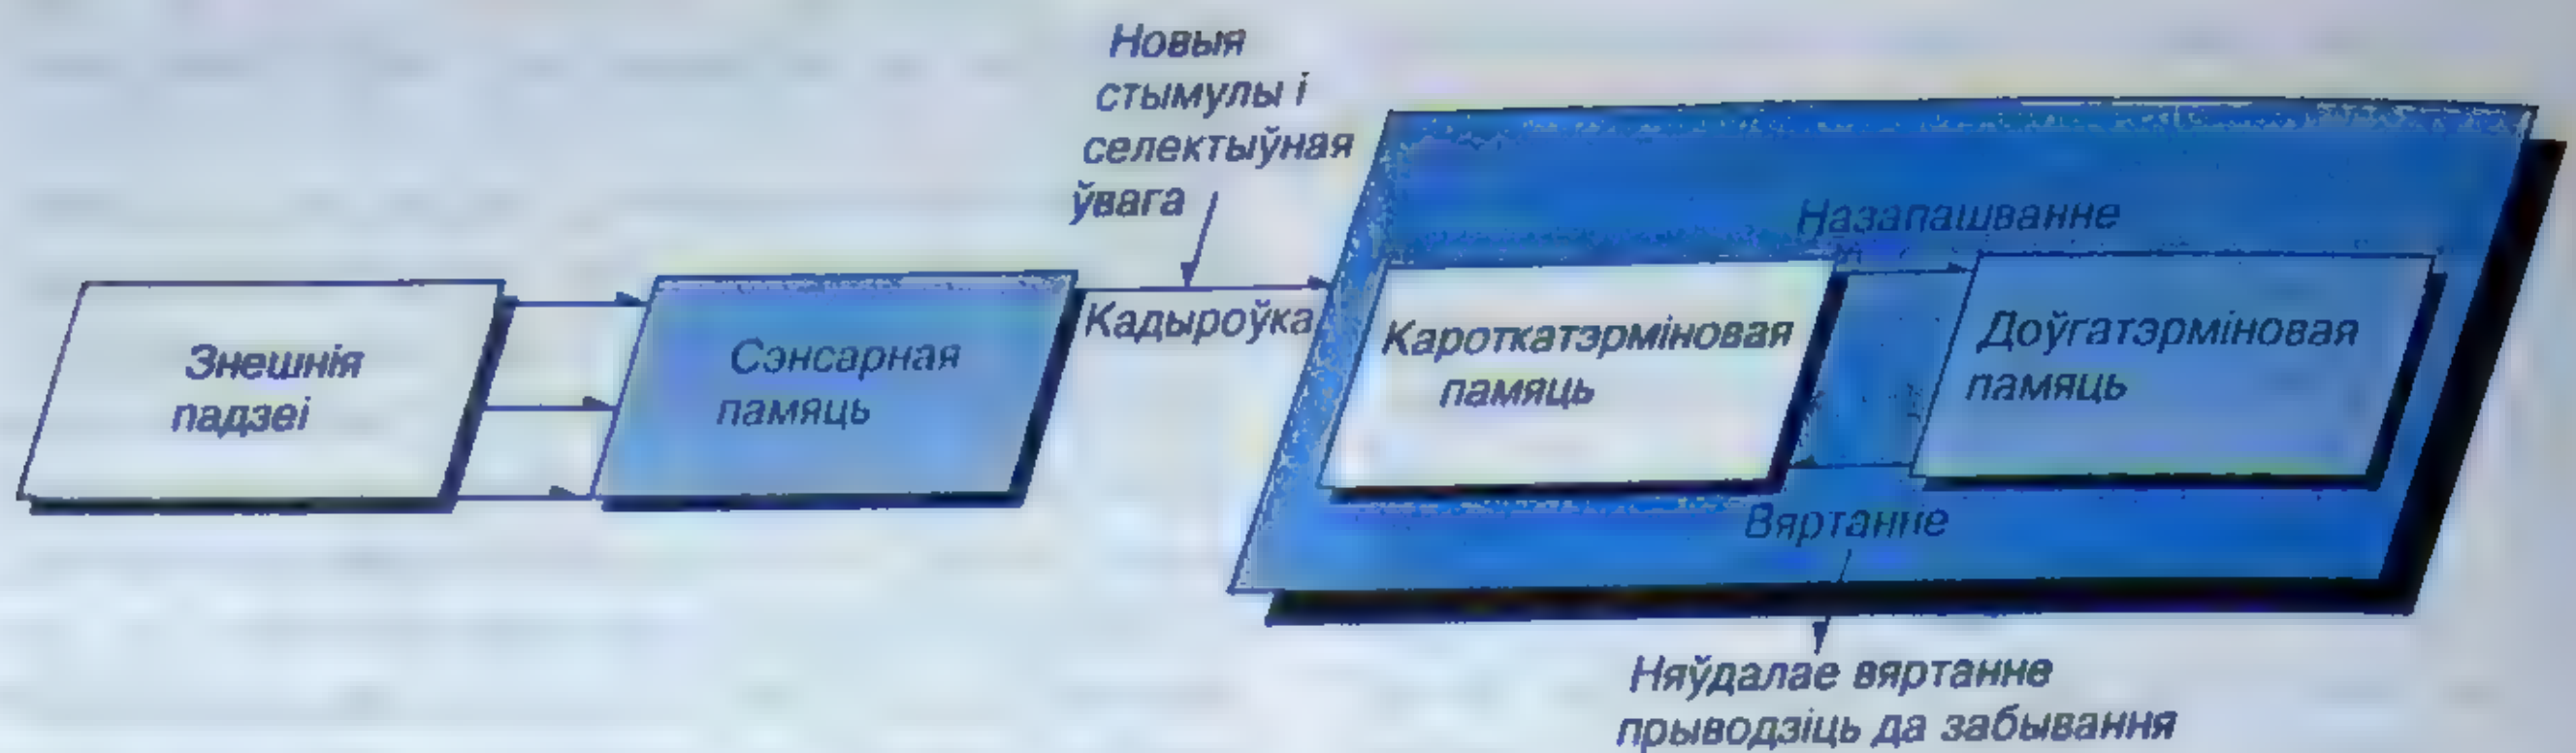 Новыя
стымулы і
селектыўная
ўвага
Знешнія
падзеі
Сэнсарная
памяць
Кадыроўка
Назапашванне
Кароткатэрміновая
памяць
Доўгатэрміновая
памяць
Вяртанне
Няўдалае вяртанне
прыводзіць да забывання